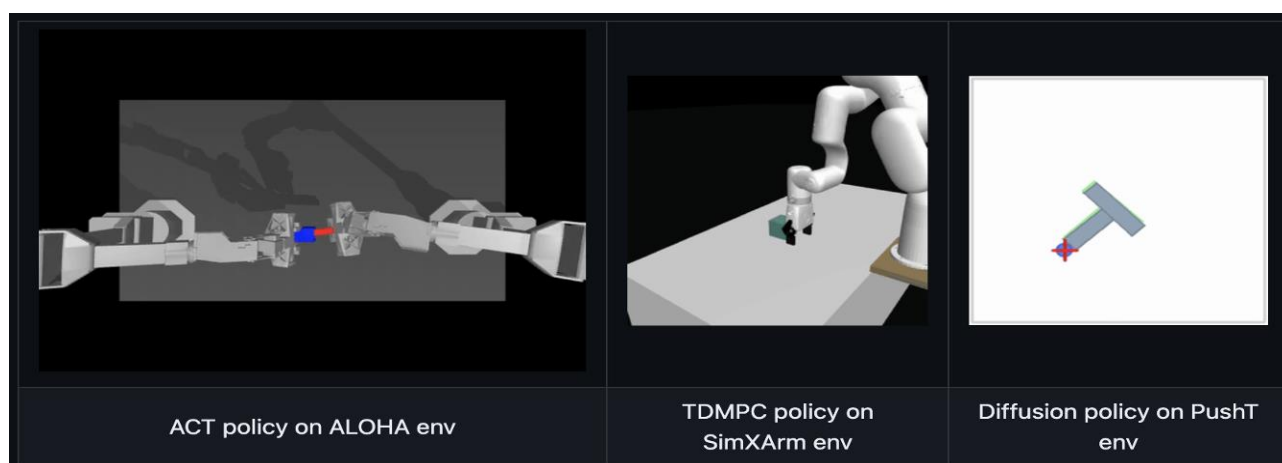 ACT policy on ALOHA env
TDMPC policy on
SimXArm env
Diffusion policy on PushT
env